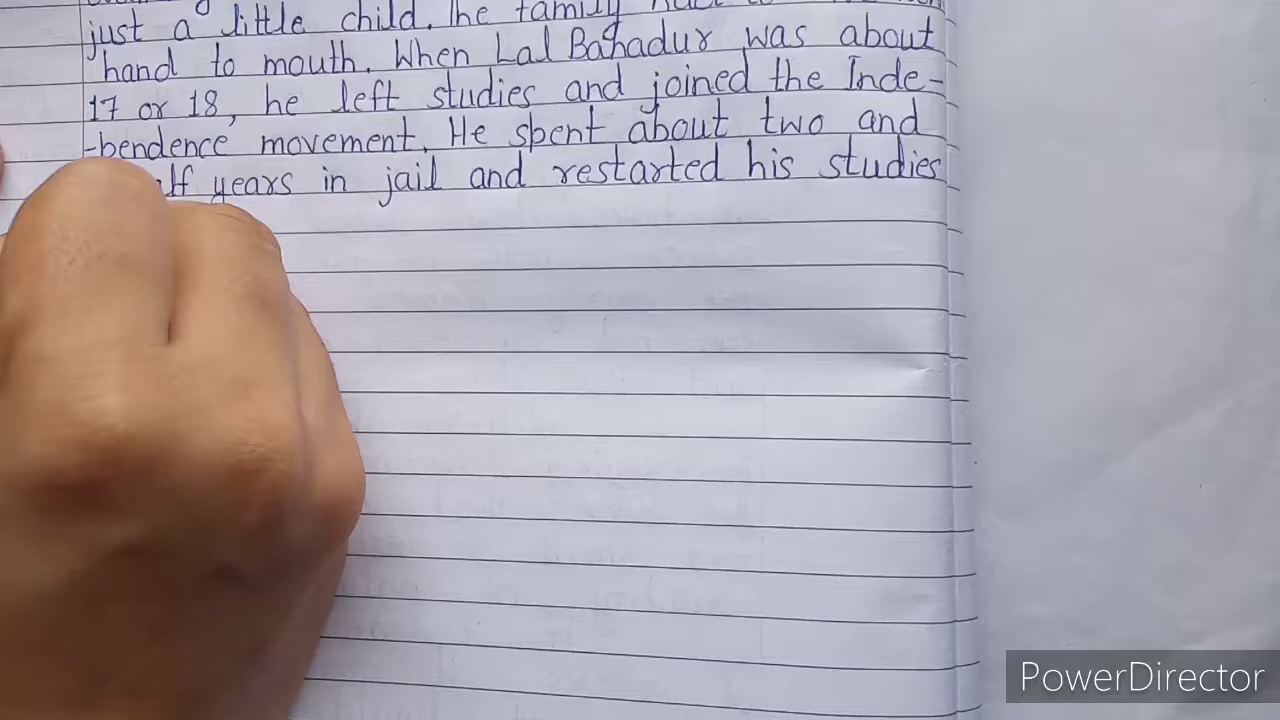 just a little child. The family
hand to mouth. When Lal Bahadur was about
17 or 18, he left studies and joined the Inde-
-bendence movement. He spent about two and
years in jail and restarted his studies
PowerDirector